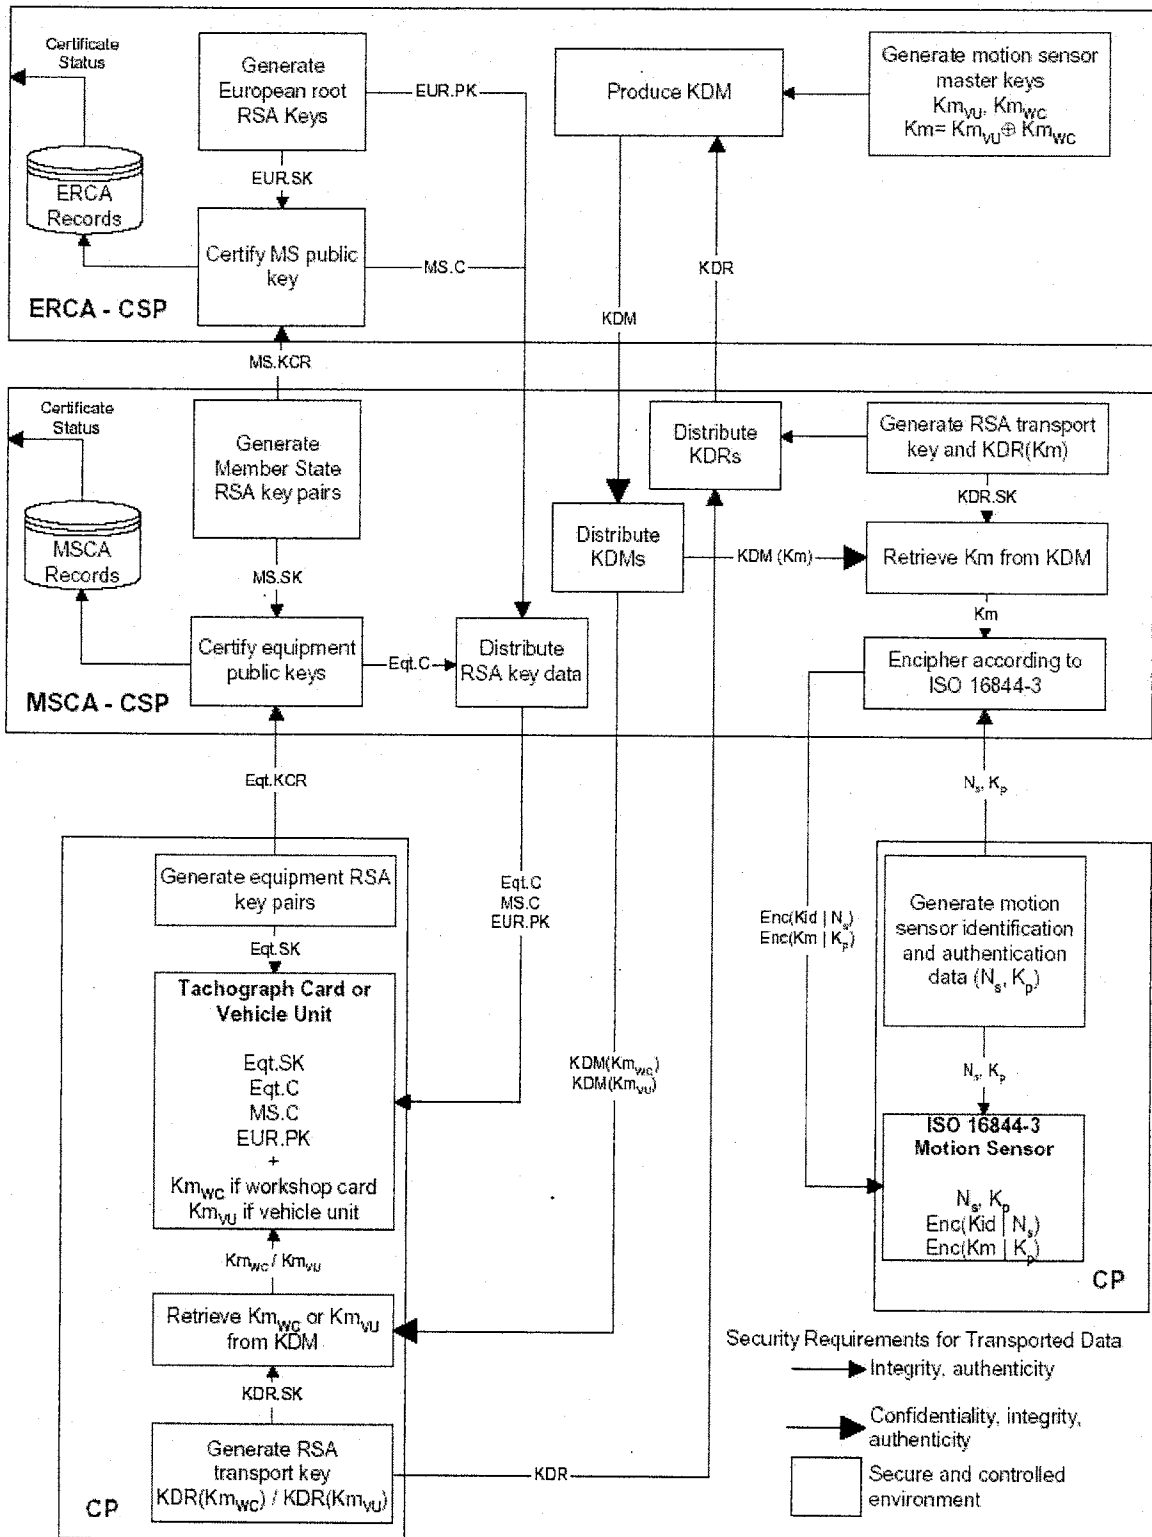 Certificate
Status
Generate
European root
RSA Keys
EUR.PK
Produce KDM
Generate motion sensor
master keys
Km_VU, Km_WC
Km= Km_VU ⊕ Km_WC
EUR.SK
ERCA
Records
Certify MS public
key
MS.C
KDR
ERCA - CSP
KDM
MS.KCR
Certificate
Status
Generate
Member State
RSA key pairs
Distribute
KDRs
Generate RSA transport
key and KDR(Km)
KDR.SK
MSCA
Records
Distribute
KDMs
KDM (Km)
Retrieve Km from KDM
MS.SK
Km
Certify equipment
public keys
Eqt.C
Distribute
RSA key data
Encipher according to
ISO 16844-3
MSCA - CSP
Eqt.KCR
N_s, K_p
Generate equipment RSA
key pairs
Eqt.C
MS.C
EUR.PK
Enc(Kid | N_s)
Enc(Km | K_p)
Generate motion
sensor identification
and authentication
data (N_s, K_p)
Eqt.SK
Tachograph Card or
Vehicle Unit
Eqt.SK
Eqt.C
MS.C
EUR.PK
+
Km_WC if workshop card
Km_VU if vehicle unit
KDM(Km_WC)
KDM(Km_VU)
N_s, K_p
ISO 16844-3
Motion Sensor
N_s, K_p
Enc(Kid | N_s)
Enc(Km | K_p)
CP
Km_WC / Km_VU
Retrieve Km_WC or Km_VU
from KDM
KDR.SK
Generate RSA
transport key
KDR(Km_WC) / KDR(Km_VU)
KDR
CP
Security Requirements for Transported Data
Integrity, authenticity
Confidentiality, integrity,
authenticity
Secure and controlled
environment